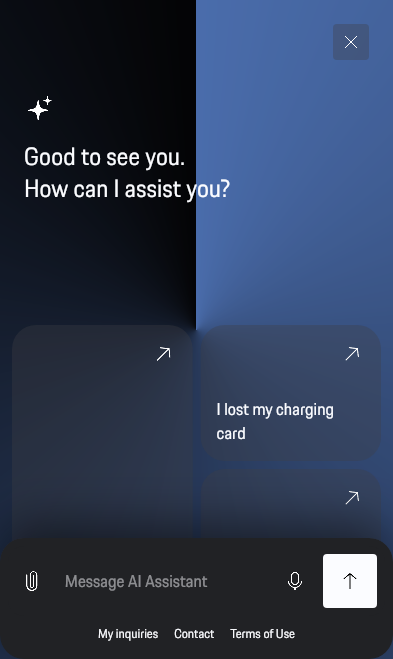 Good to see you.
How can I assist you?
I lost my charging
card
Message AI Assistant
My inquiries
Contact
Terms of Use